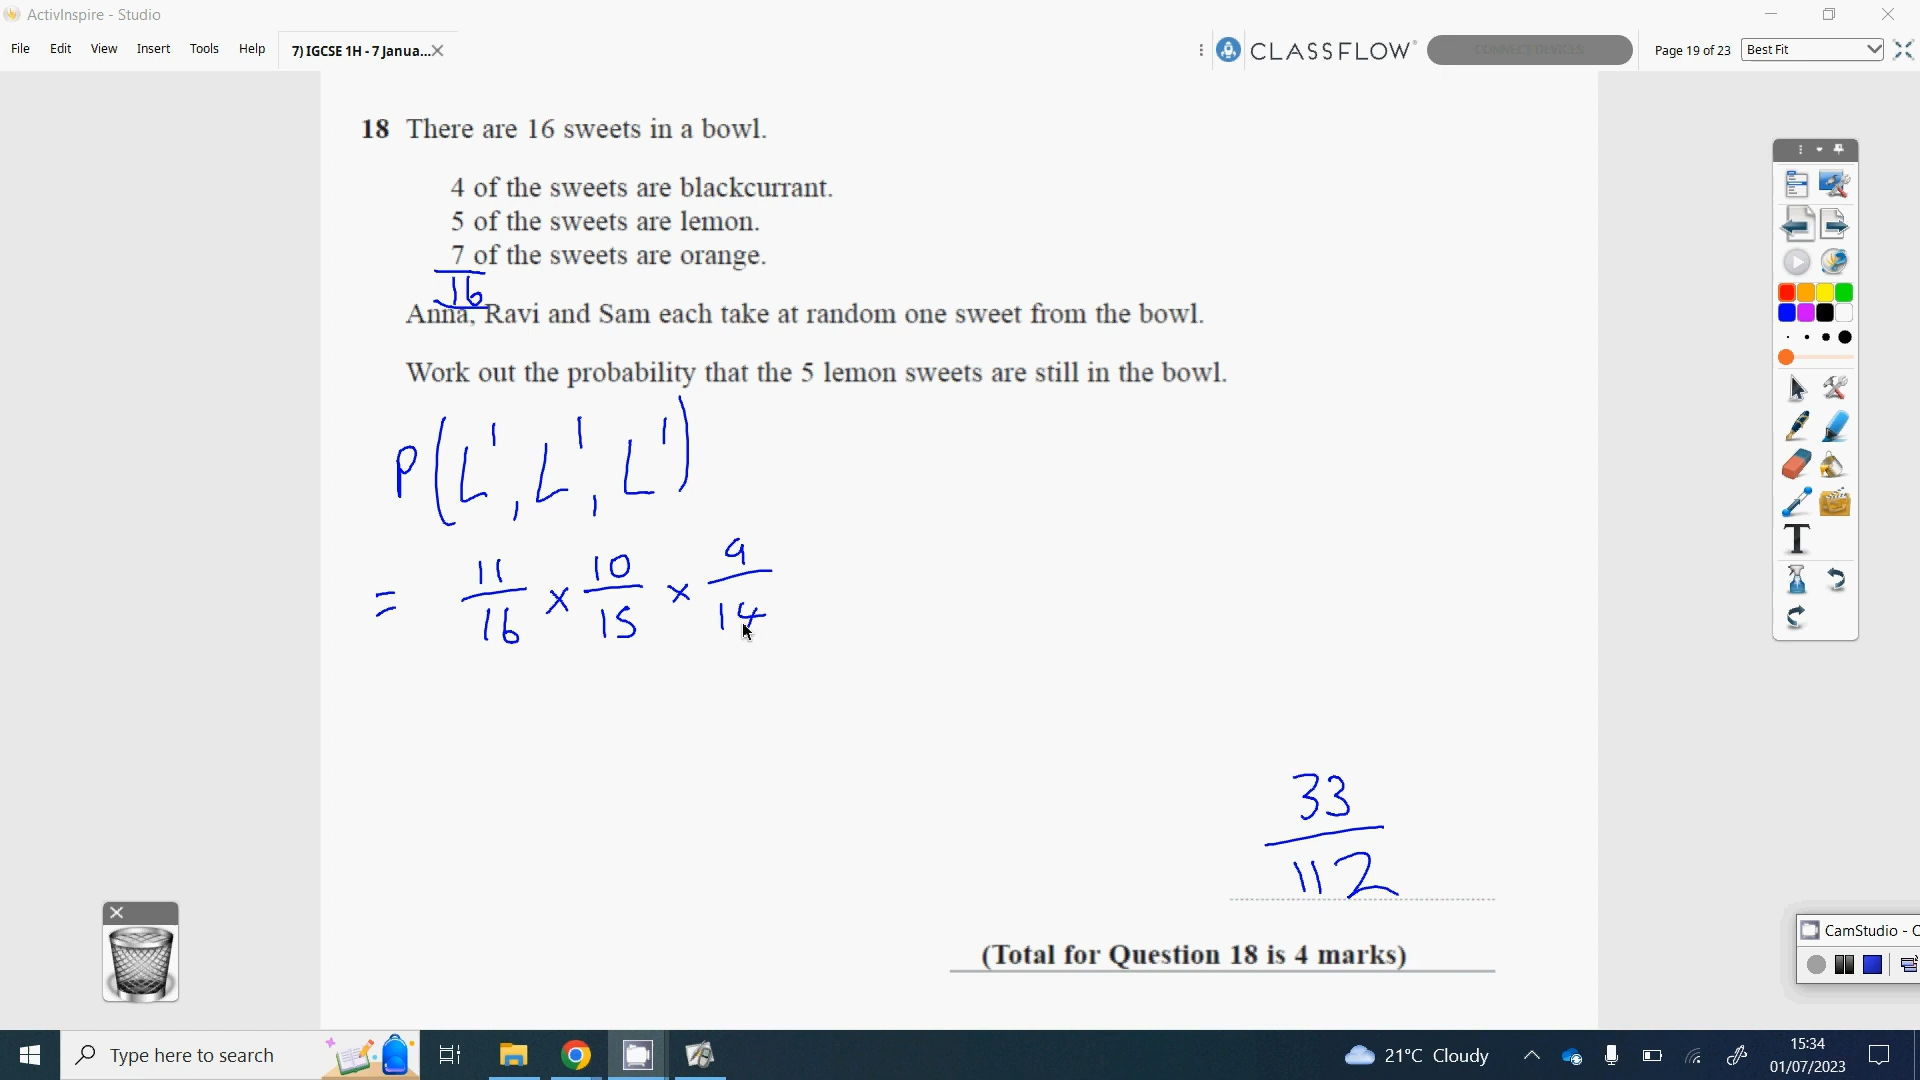 ActivInspire - Studio
File Edit View Insert Tools Help 7) IGCSE 1H - 7 Janua... CLASSFLOW Page 19 of 23 Best Fit
18 There are 16 sweets in a bowl.
4 of the sweets are blackcurrant.
5 of the sweets are lemon.
7 of the sweets are orange.
16
Anna, Ravi and Sam each take at random one sweet from the bowl.
Work out the probability that the 5 lemon sweets are still in the bowl.
P(L', L', L')
= 11/16 × 10/15 × 9/14
33/112
(Total for Question 18 is 4 marks)
T
CamStudio -
Type here to search
21°C Cloudy
15:34
01/07/2023